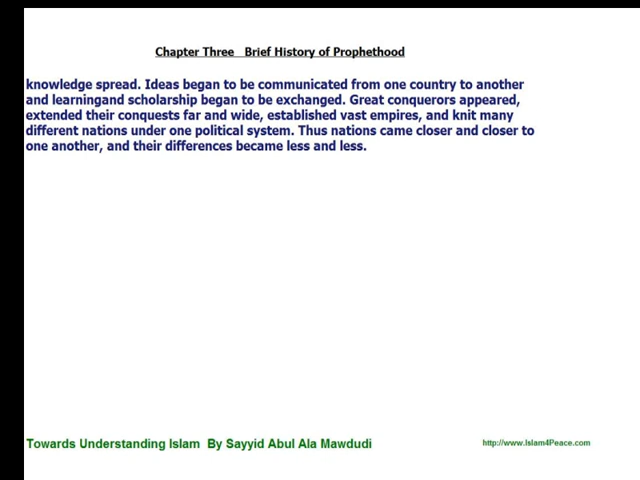 Chapter Three   Brief History of Prophethood
knowledge spread. Ideas began to be communicated from one country to another
and learningand scholarship began to be exchanged. Great conquerors appeared,
extended their conquests far and wide, established vast empires, and knit many
different nations under one political system. Thus nations came closer and closer to
one another, and their differences became less and less.
Towards Understanding Islam  By Sayyid Abul Ala Mawdudi
http://www.Islam4Peace.com